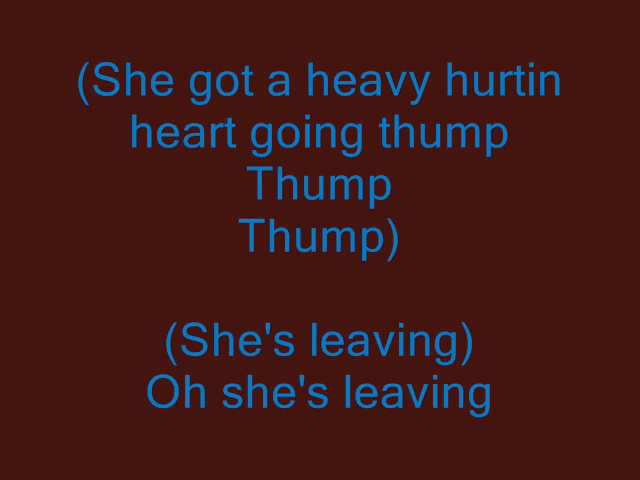 (She got a heavy hurtin
heart going thump
Thump
Thump)
(She's leaving)
Oh she's leaving